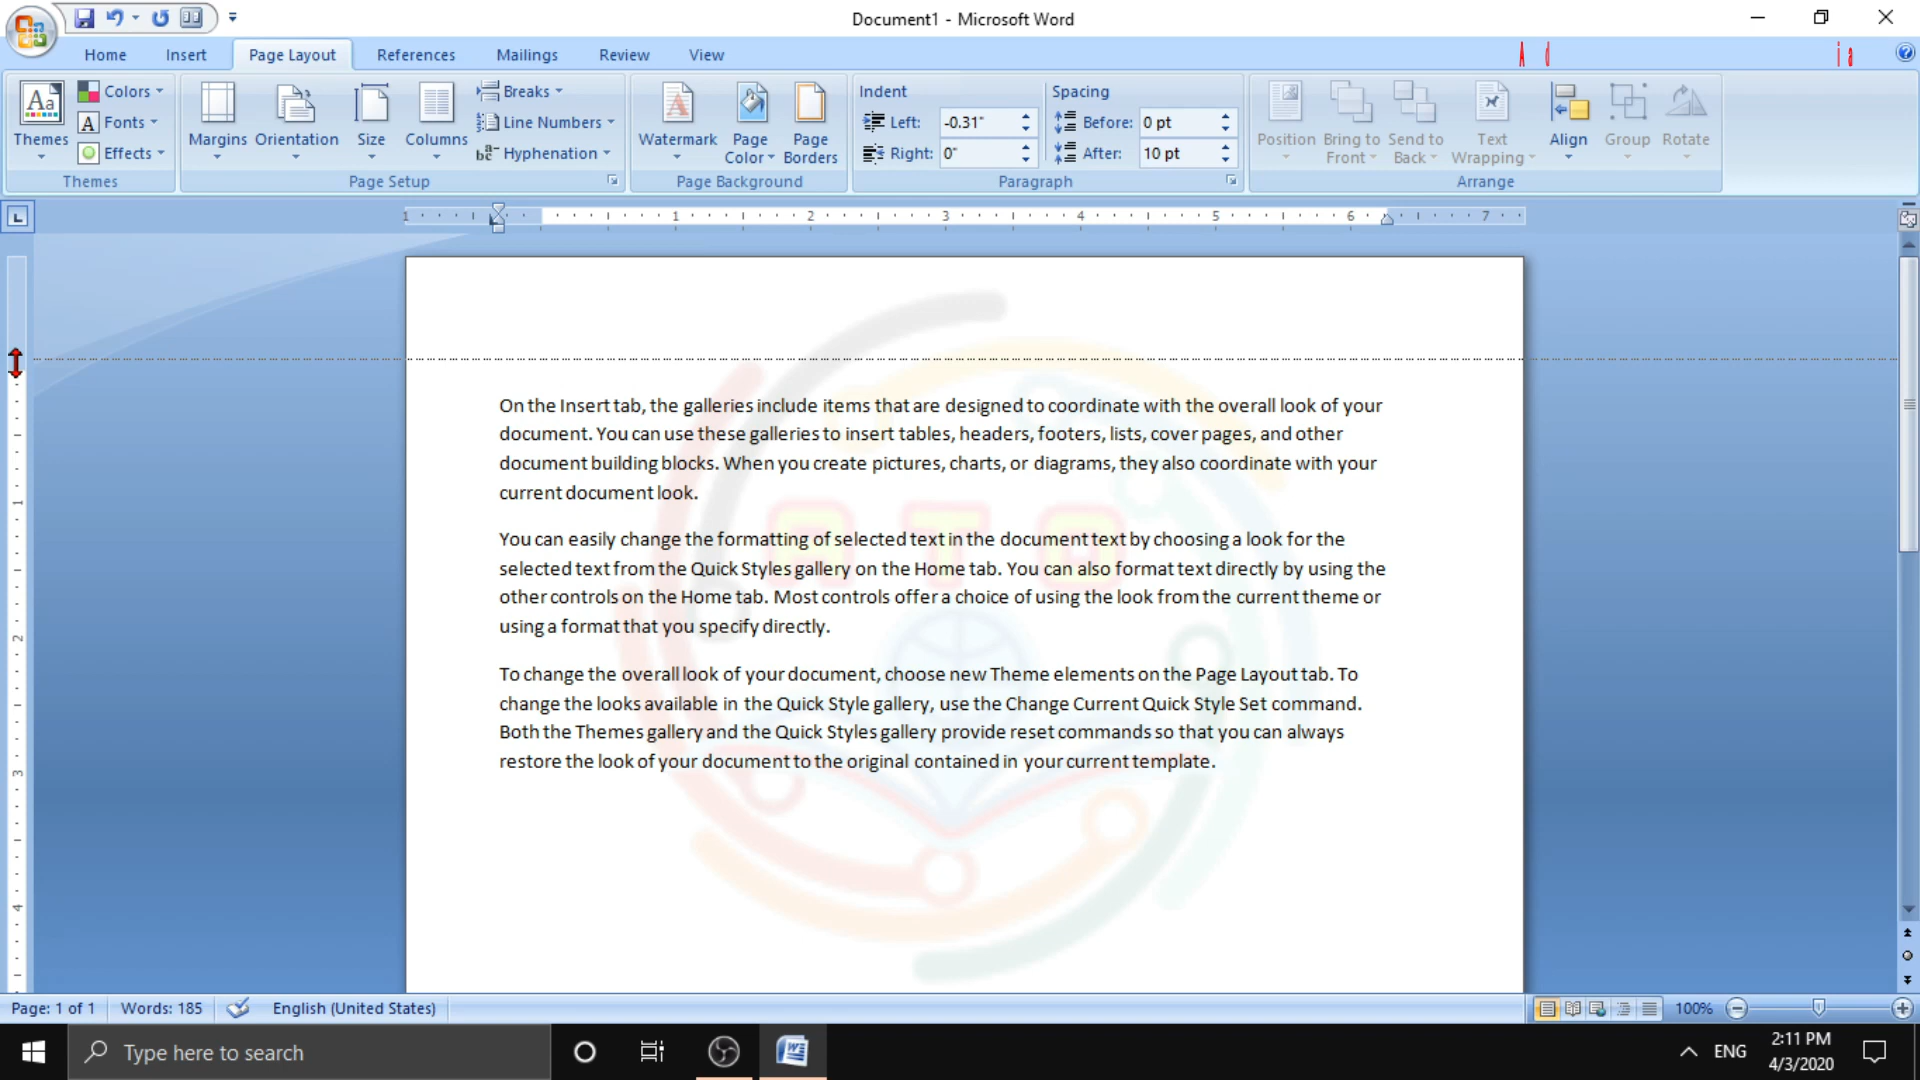 Document1 - Microsoft Word
Home Insert Page Layout References Mailings Review View
A d i a
Themes Colors Fonts Effects
Themes
Margins Orientation Size Columns Breaks Line Numbers Hyphenation
Page Setup
Watermark Page Color Page Borders
Page Background
Indent Left: -0.31" Right: 0"
Spacing Before: 0 pt After: 10 pt
Paragraph
Position Bring to Front Send to Back Text Wrapping Align Group Rotate
Arrange
1 1 2 3 4 5 6 7
On the Insert tab, the galleries include items that are designed to coordinate with the overall look of your
document. You can use these galleries to insert tables, headers, footers, lists, cover pages, and other
document building blocks. When you create pictures, charts, or diagrams, they also coordinate with your
current document look.
You can easily change the formatting of selected text in the document text by choosing a look for the
selected text from the Quick Styles gallery on the Home tab. You can also format text directly by using the
other controls on the Home tab. Most controls offer a choice of using the look from the current theme or
using a format that you specify directly.
To change the overall look of your document, choose new Theme elements on the Page Layout tab. To
change the looks available in the Quick Style gallery, use the Change Current Quick Style Set command.
Both the Themes gallery and the Quick Styles gallery provide reset commands so that you can always
restore the look of your document to the original contained in your current template.
1
2
3
4
Page: 1 of 1 Words: 185 English (United States) 100%
Type here to search ENG 2:11 PM
4/3/2020